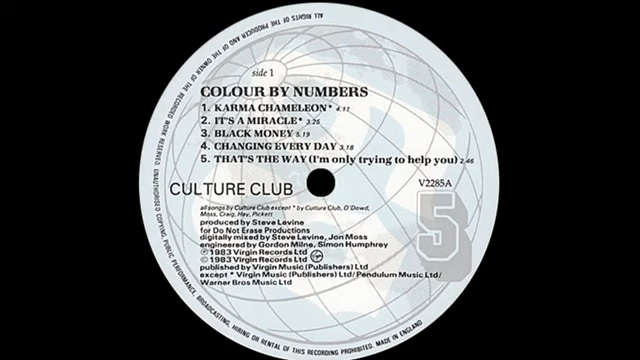 ALL RIGHTS OF THE PRODUCER AND OF THE OWNER OF THE RECORDED WORK RESERVED. UNAUTHORISED COPYING, PUBLIC PERFORMANCE, BROADCASTING, HIRING OR RENTAL OF THIS RECORDING PROHIBITED. MADE IN ENGLAND
side 1
COLOUR BY NUMBERS
1. KARMA CHAMELEON* 4.11
2. IT'S A MIRACLE* 3.25
3. BLACK MONEY 5.19
4. CHANGING EVERY DAY 3.18
5. THAT'S THE WAY (I'm only trying to help you) 2.46
CULTURE CLUB
V2285A
all songs by Culture Club except * by Culture Club, O'Dowd,
Moss, Craig, Hay, Pickett
produced by Steve Levine
for Do Not Erase Productions
digitally mixed by Steve Levine, Jon Moss
engineered by Gordon Milne, Simon Humphrey
℗ 1983 Virgin Records Ltd
© 1983 Virgin Records Ltd
published by Virgin Music (Publishers) Ltd
except * Virgin Music (Publishers) Ltd/Pendulum Music Ltd/
Warner Bros Music Ltd
5